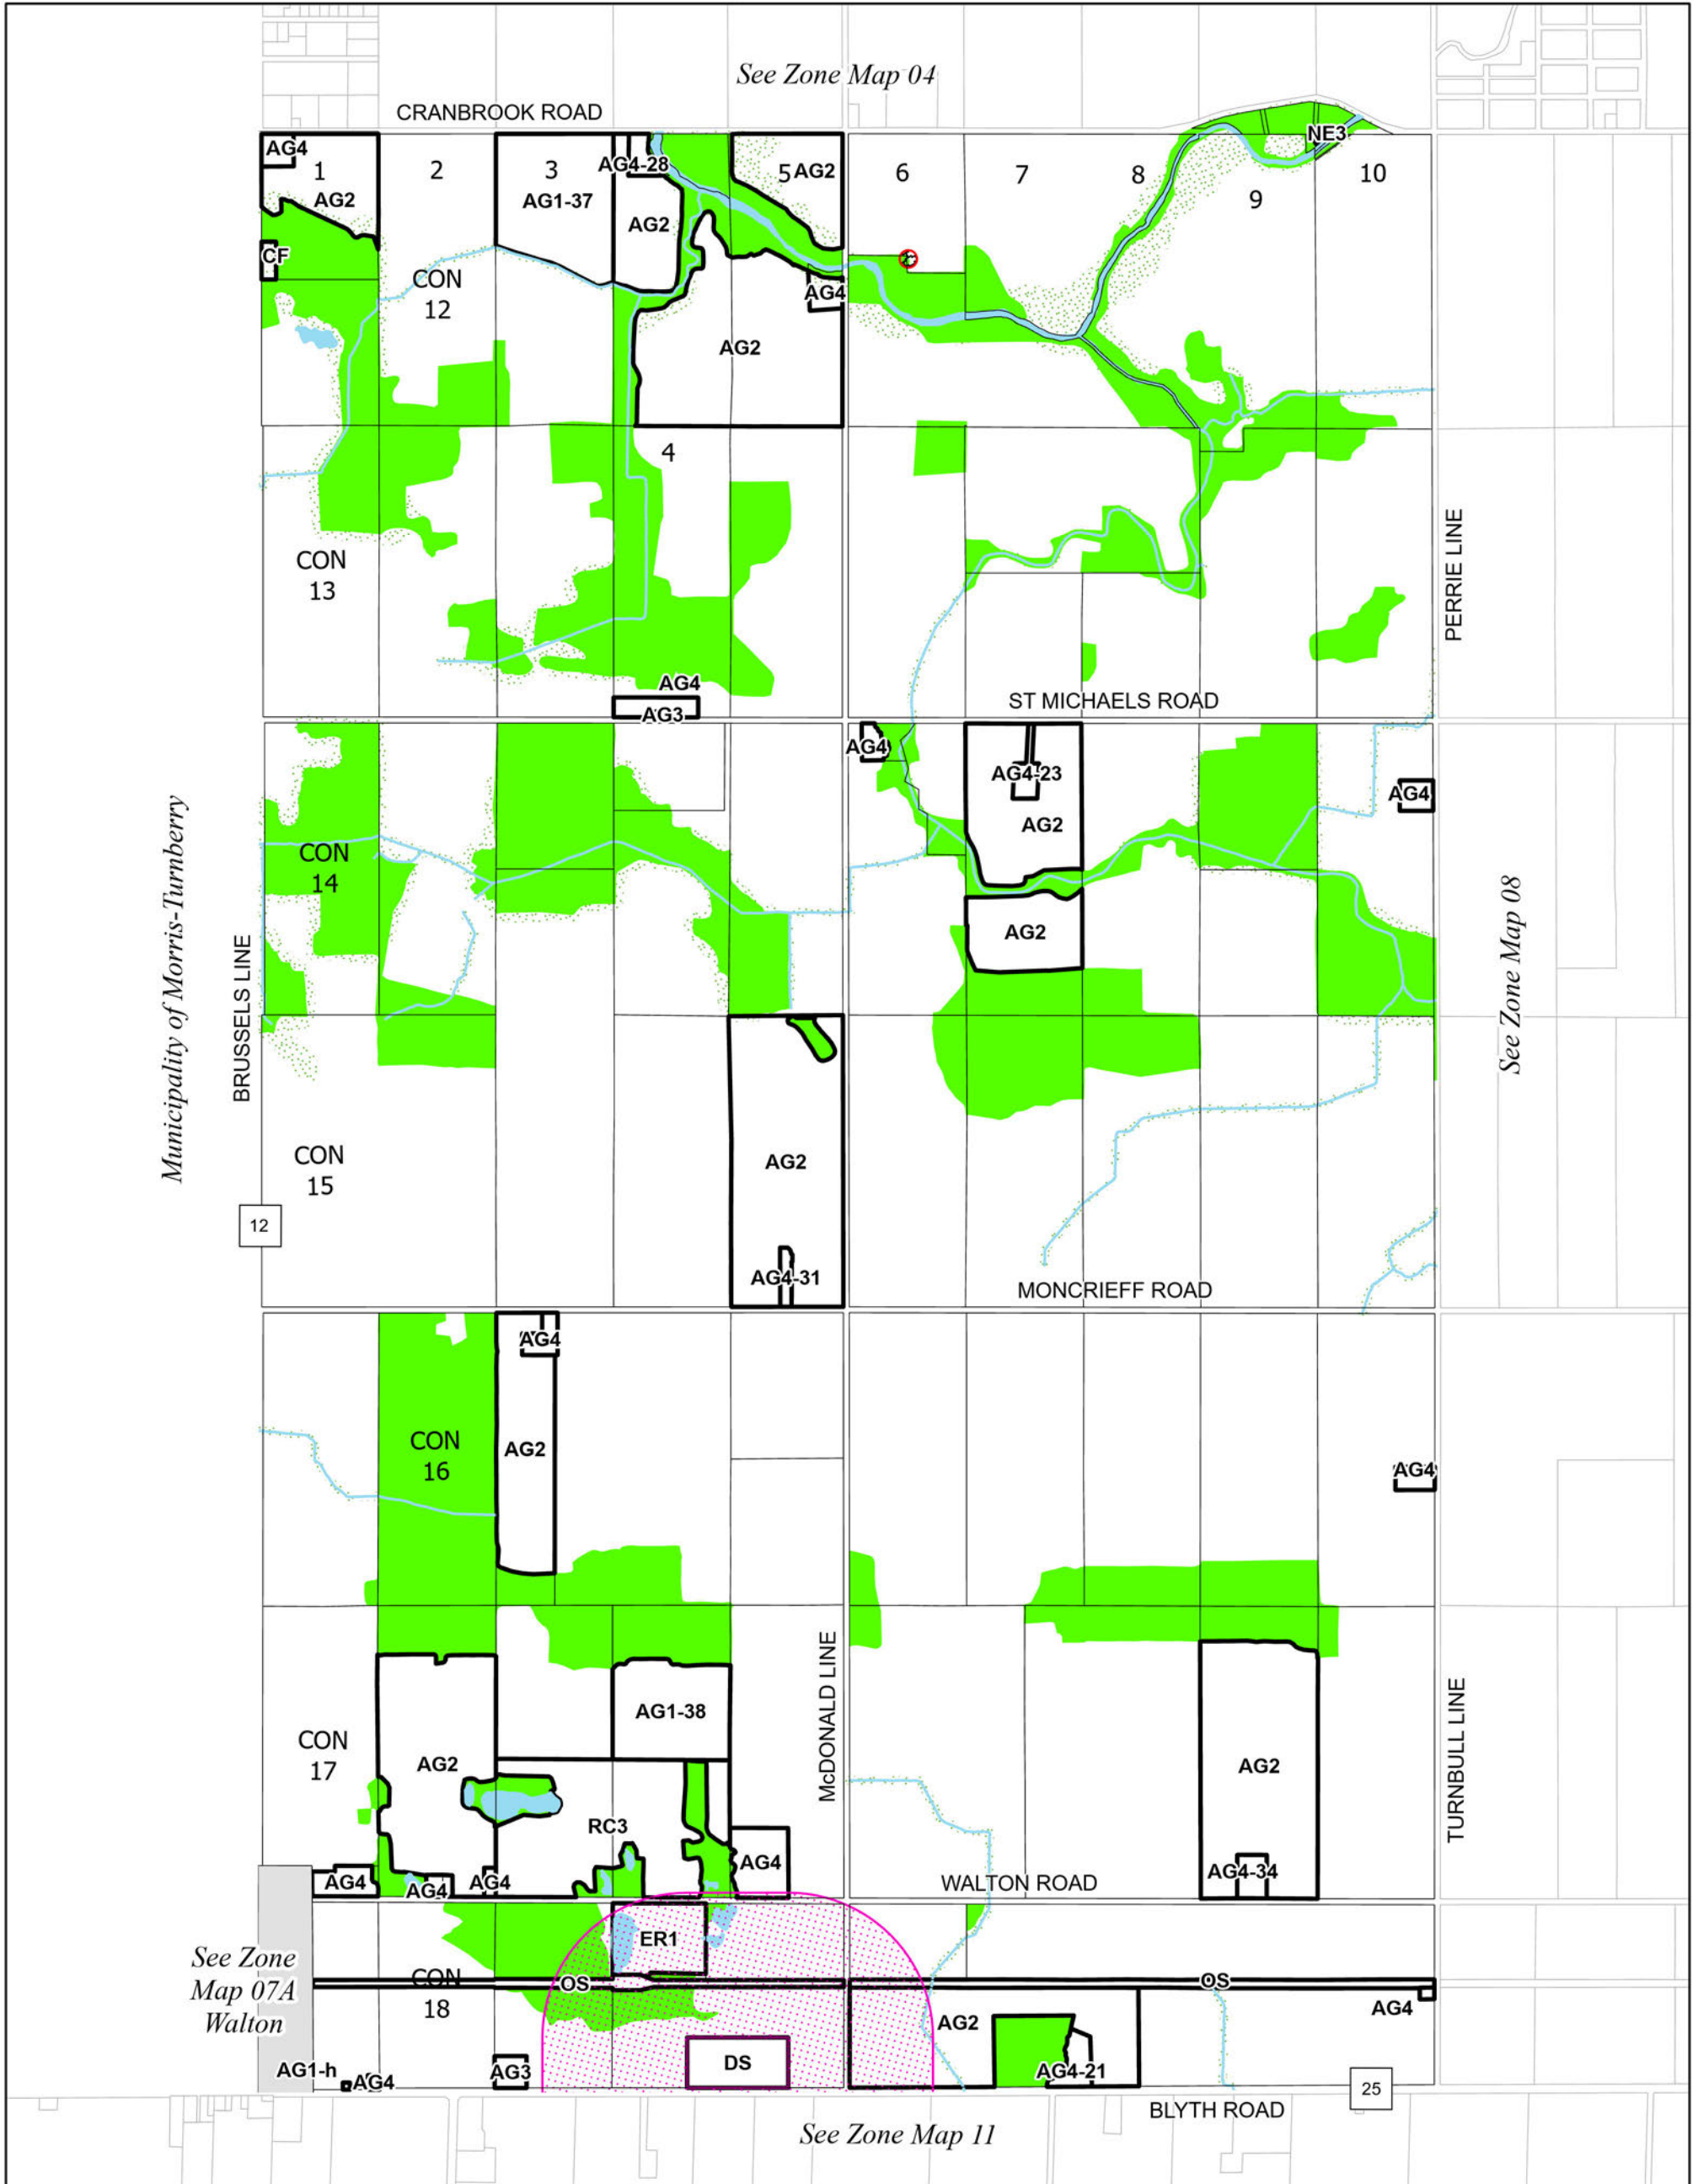 See Zone Map 04
CRANBROOK ROAD
AG4
1
AG2
2
3
AG1-37
AG4-28
AG2
5
AG2
6
7
8
9
10
NE3
CF
CON
12
AG4
AG2
4
CON
13
PERRIE LINE
AG4
AG3
ST MICHAELS ROAD
AG4
AG4-23
AG2
AG4
CON
14
AG2
Municipality of Morris-Turnberry
BRUSSELS LINE
See Zone Map 08
CON
15
12
AG2
AG4-31
MONCRIEFF ROAD
AG4
CON
16
AG2
AG4
McDONALD LINE
TURNBULL LINE
AG1-38
CON
17
AG2
AG2
RC3
AG4
AG4
AG4
AG4
AG4-34
WALTON ROAD
ER1
See Zone
Map 07A
Walton
CON
18
OS
OS
AG2
AG4
DS
AG1-h
AG4
AG3
AG4-21
25
BLYTH ROAD
See Zone Map 11